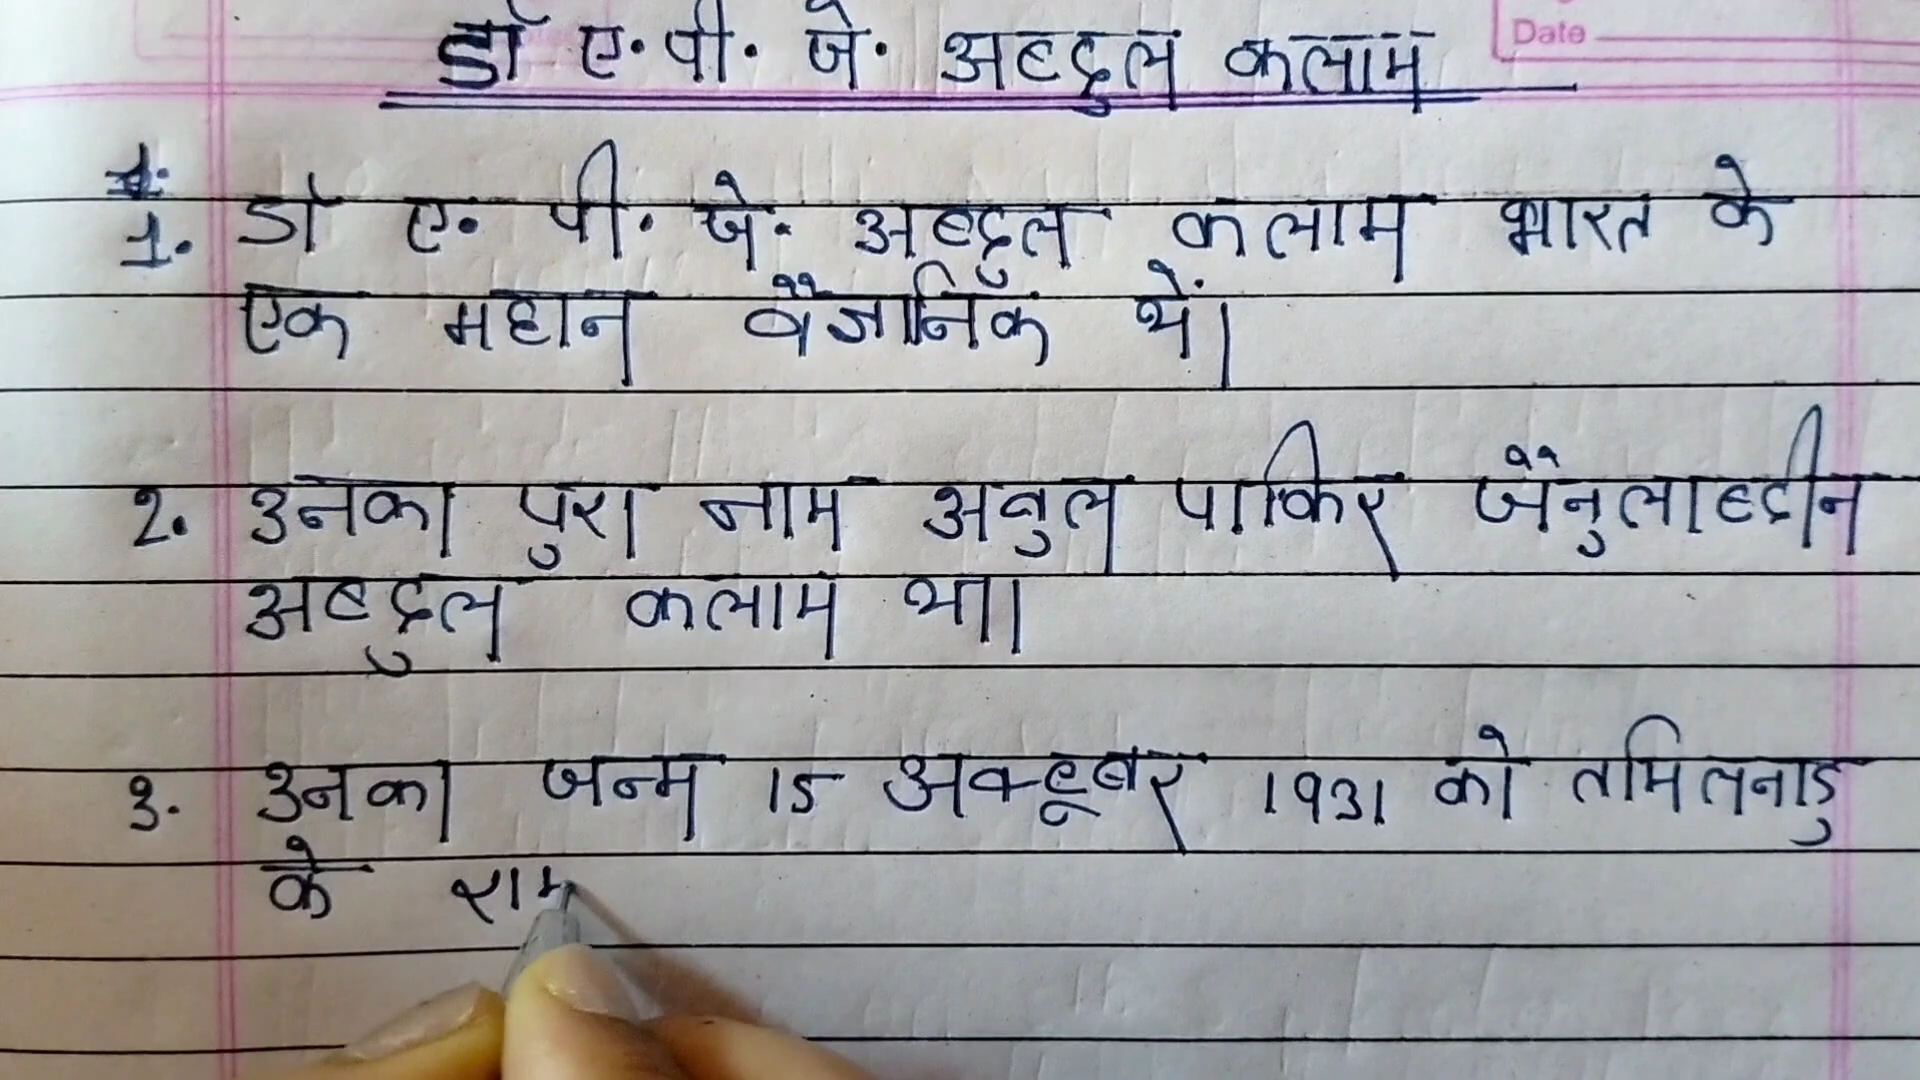 Date
डॉ ए. पी. जे. अब्दुल कलाम
1. डॉ ए. पी. जे. अब्दुल कलाम भारत के
एक महान वैज्ञानिक थें।
2. उनका पुरा नाम अवुल पाकिर जैनुलाब्दीन
अब्दुल कलाम था।
3. उनका जन्म 15 अक्टूबर 1931 को तमिलनाडु
के राम